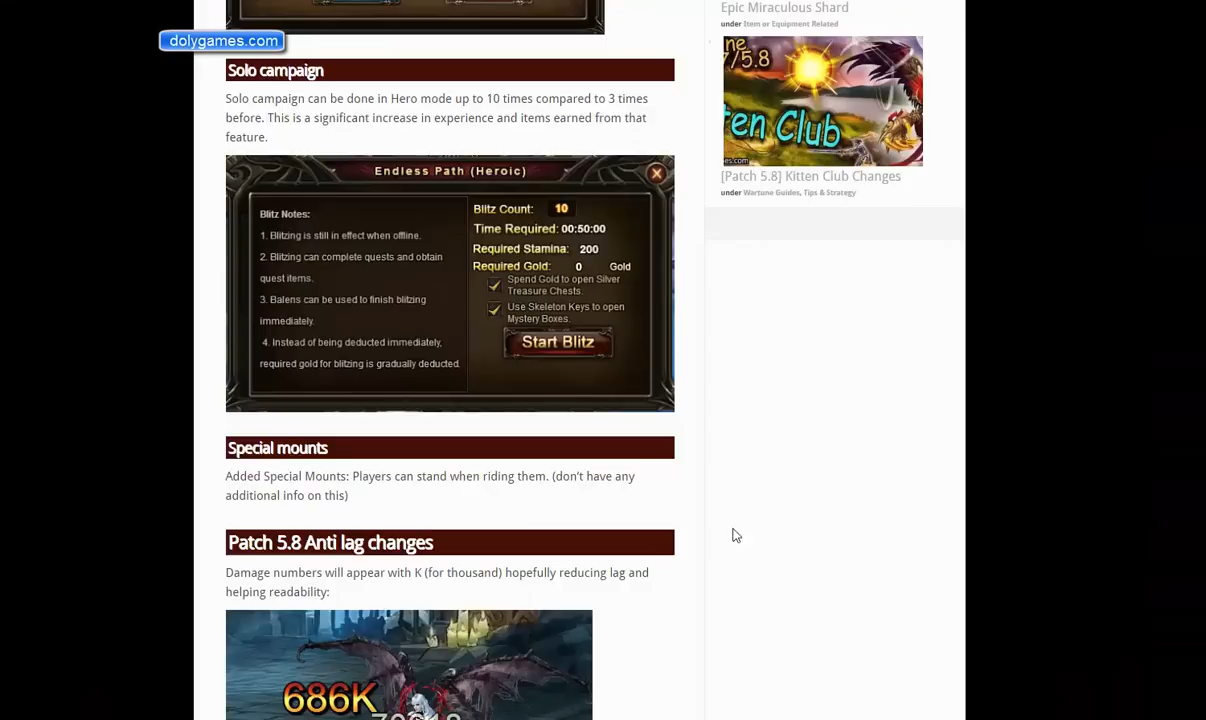 dolygames.com
Solo campaign
Solo campaign can be done in Hero mode up to 10 times compared to 3 times
before. This is a significant increase in experience and items earned from that
feature.
Endless Path (Heroic)
Blitz Notes:
1. Blitzing is still in effect when offline.
2. Blitzing can complete quests and obtain
quest items.
3. Balens can be used to finish blitzing
immediately.
4. Instead of being deducted immediately,
required gold for blitzing is gradually deducted.
Blitz Count: 10
Time Required: 00:50:00
Required Stamina: 200
Required Gold: 0 Gold
Spend Gold to open Silver
Treasure Chests.
Use Skeleton Keys to open
Mystery Boxes.
Start Blitz
Special mounts
Added Special Mounts: Players can stand when riding them. (don't have any
additional info on this)
Patch 5.8 Anti lag changes
Damage numbers will appear with K (for thousand) hopefully reducing lag and
helping readability:
686K
Epic Miraculous Shard
under Item or Equipment Related
/5.8
ten Club
[Patch 5.8] Kitten Club Changes
under Wartune Guides, Tips & Strategy